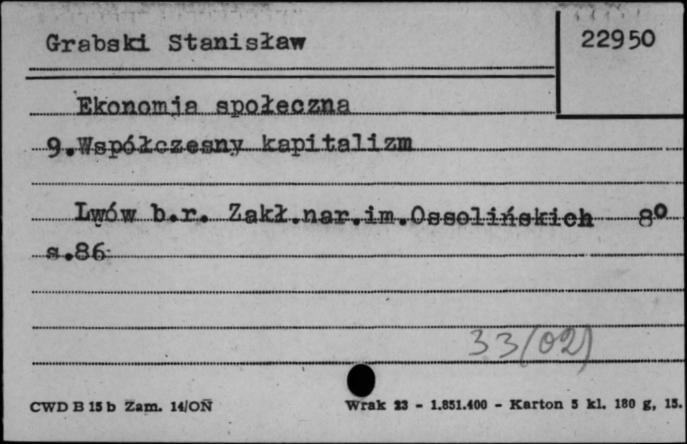 Grabski Stanisław 22950
Ekonomja społeczna
9.Współczesny kapitalizm
Lwów b.r. Zakł.nar.im.Ossolińskich 8⁰
s.86
33(02)
CWD B 15 b Zam. 14/OŃ Wrak 23 - 1.851.400 - Karton 5 kl. 180 g, 15.